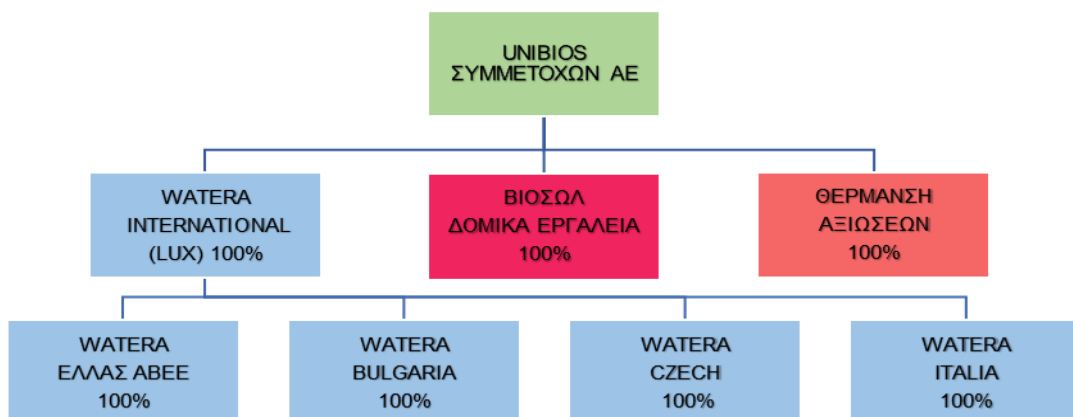 UNIBIOS
ΣΥΜΜΕΤΟΧΩΝ ΑΕ
WATERA
INTERNATIONAL
(LUX) 100%
ΒΙΟΣΩΛ
ΔΟΜΙΚΑ ΕΡΓΑΛΕΙΑ
100%
ΘΕΡΜΑΝΣΗ
ΑΞΙΩΣΕΩΝ
100%
WATERA
ΕΛΛΑΣ ΑΒΕΕ
100%
WATERA
BULGARIA
100%
WATERA
CZECH
100%
WATERA
ITALIA
100%